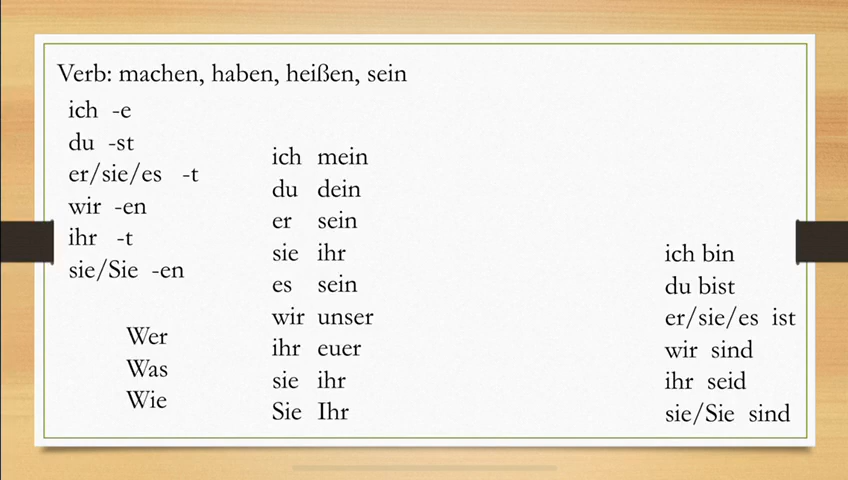 Verb: machen, haben, heißen, sein
ich -e
du -st
er/sie/es -t
wir -en
ihr -t
sie/Sie -en
Wer
Was
Wie
ich mein
du dein
er sein
sie ihr
es sein
wir unser
ihr euer
sie ihr
Sie Ihr
ich bin
du bist
er/sie/es ist
wir sind
ihr seid
sie/Sie sind